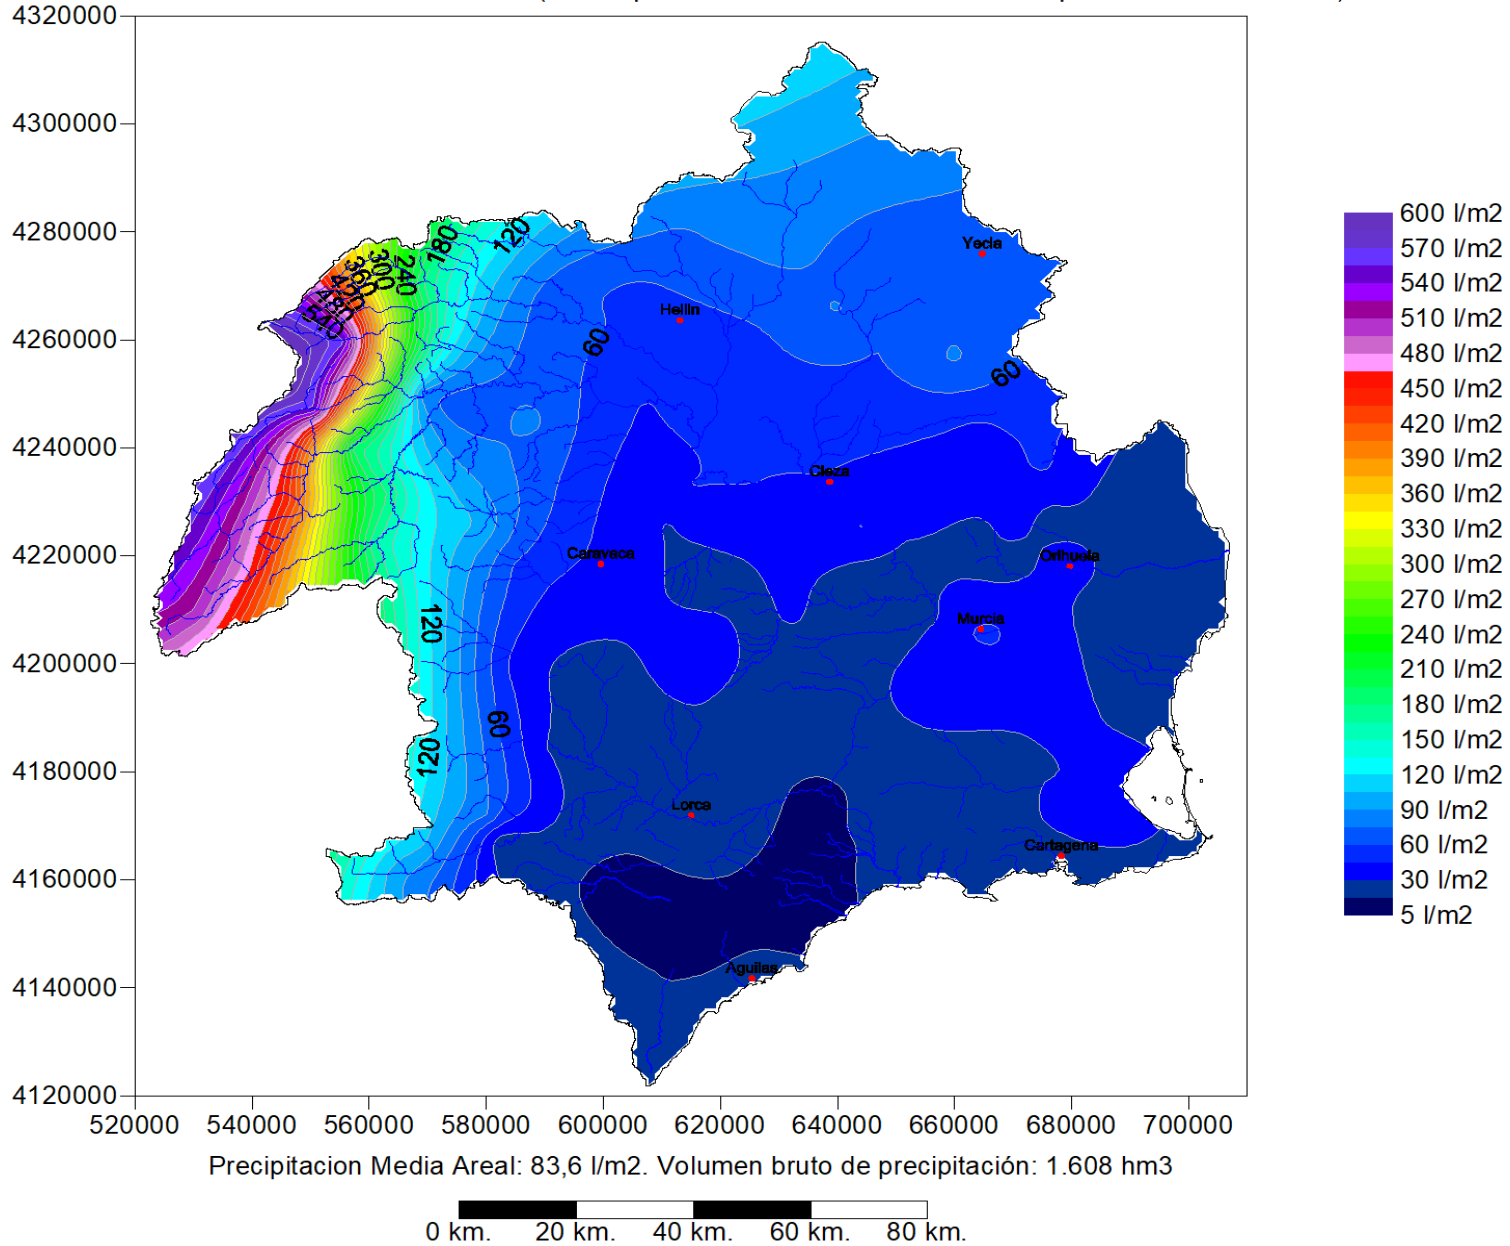 4320000
4300000
4280000
4260000
4240000
4220000
4200000
4180000
4160000
4140000
4120000
520000 540000 560000 580000 600000 620000 640000 660000 680000 700000
120
180
240
300
360
420
480
540
60
60
120
60
120
Yecla
Hellin
Cieza
Caravaca
Orihuela
Murcia
Lorca
Cartagena
Aguilas
600 l/m2
570 l/m2
540 l/m2
510 l/m2
480 l/m2
450 l/m2
420 l/m2
390 l/m2
360 l/m2
330 l/m2
300 l/m2
270 l/m2
240 l/m2
210 l/m2
180 l/m2
150 l/m2
120 l/m2
90 l/m2
60 l/m2
30 l/m2
5 l/m2
Precipitacion Media Areal: 83,6 l/m2. Volumen bruto de precipitación: 1.608 hm3
0 km. 20 km. 40 km. 60 km. 80 km.